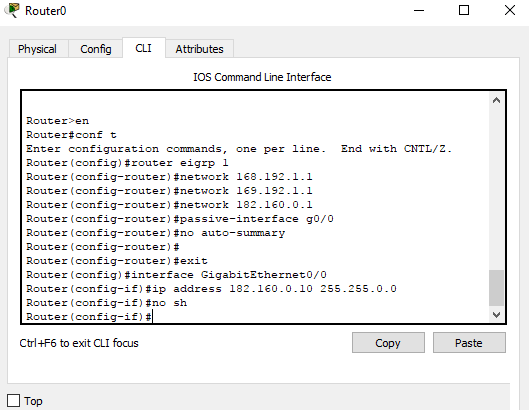 Router0
Physical Config CLI Attributes
IOS Command Line Interface
Router>en
Router#conf t
Enter configuration commands, one per line.  End with CNTL/Z.
Router(config)#router eigrp 1
Router(config-router)#network 168.192.1.1
Router(config-router)#network 169.192.1.1
Router(config-router)#network 182.160.0.1
Router(config-router)#passive-interface g0/0
Router(config-router)#no auto-summary
Router(config-router)#
Router(config-router)#exit
Router(config)#interface GigabitEthernet0/0
Router(config-if)#ip address 182.160.0.10 255.255.0.0
Router(config-if)#no sh
Router(config-if)#
Ctrl+F6 to exit CLI focus
Copy Paste
Top